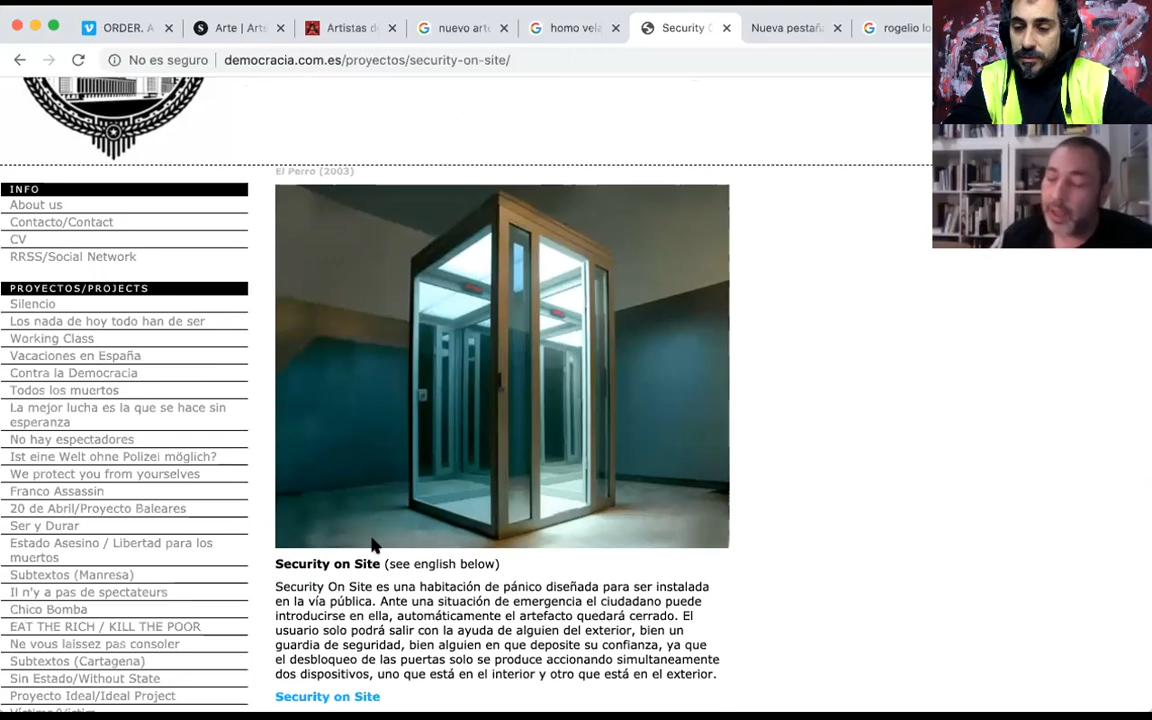 ORDER. A
Arte | Arti
Artistas d
nuevo art
homo vela
Security
Nueva pestaña
rogelio lo
No es seguro
democracia.com.es/proyectos/security-on-site/
El Perro (2003)
INFO
About us
Contacto/Contact
CV
RRSS/Social Network
PROYECTOS/PROJECTS
Silencio
Los nada de hoy todo han de ser
Working Class
Vacaciones en España
Contra la Democracia
Todos los muertos
La mejor lucha es la que se hace sin
esperanza
No hay espectadores
Ist eine Welt ohne Polizei möglich?
We protect you from yourselves
Franco Assassin
20 de Abril/Proyecto Baleares
Ser y Durar
Estado Asesino / Libertad para los
muertos
Subtextos (Manresa)
Il n'y a pas de spectateurs
Chico Bomba
EAT THE RICH / KILL THE POOR
Ne vous laissez pas consoler
Subtextos (Cartagena)
Sin Estado/Without State
Proyecto Ideal/Ideal Project
Security on Site (see english below)
Security On Site es una habitación de pánico diseñada para ser instalada
en la vía pública. Ante una situación de emergencia el ciudadano puede
introducirse en ella, automáticamente el artefacto quedará cerrado. El
usuario solo podrá salir con la ayuda de alguien del exterior, bien un
guardia de seguridad, bien alguien en que deposite su confianza, ya que
el desbloqueo de las puertas solo se produce accionando simultaneamente
dos dispositivos, uno que está en el interior y otro que está en el exterior.
Security on Site